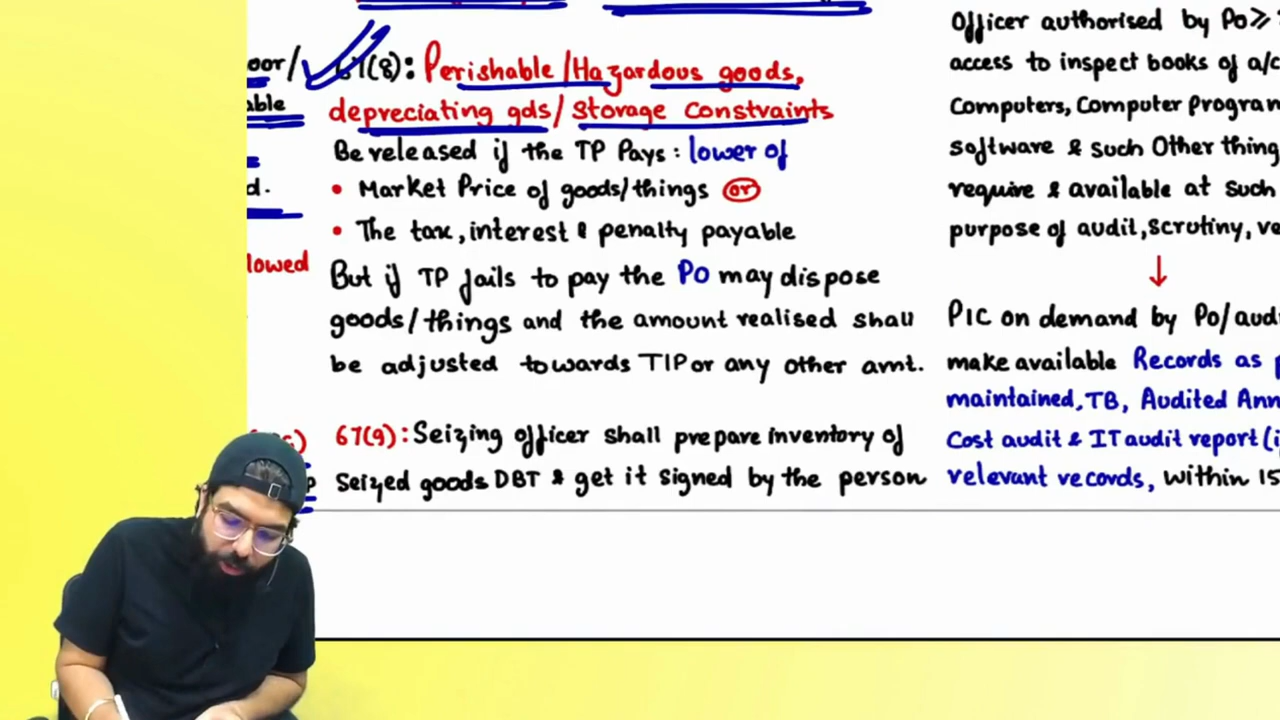 oor/
able
d.
lowed
67(8): Perishable/Hazardous goods,
depreciating gds/ Storage Constraints
Be released if the TP Pays: lower of
• Market Price of goods/things or
• The tax, interest & penalty payable
But if TP fails to pay the PO may dispose
goods/things and the amount realised shall
be adjusted towards TIP or any other amt.
67(9): Seizing officer shall prepare inventory of
Seized goods DBT & get it signed by the person
Officer authorised by Po≥
access to inspect books of a/c
Computers, Computer Program
software & such Other thing
require & available at such
purpose of audit, Scrutiny, ve
↓
PIC on demand by Po/aud
make available Records as p
maintained, TB, Audited Ann
Cost audit & IT audit report (i
relevant records, within 15